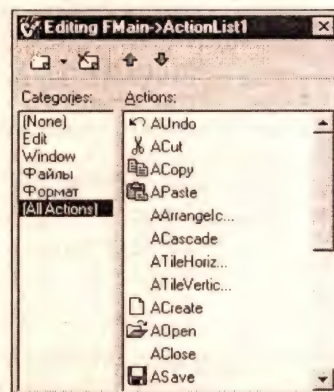 Editing FMain->ActionList1
Categories:
Actions:
(None)
Edit
Window
Файлы
Формат
(All Actions)
AUndo
ACut
ACopy
APaste
AArrangeIc...
ACascade
ATileHoriz...
ATileVertic...
ACreate
AOpen
AClose
ASave